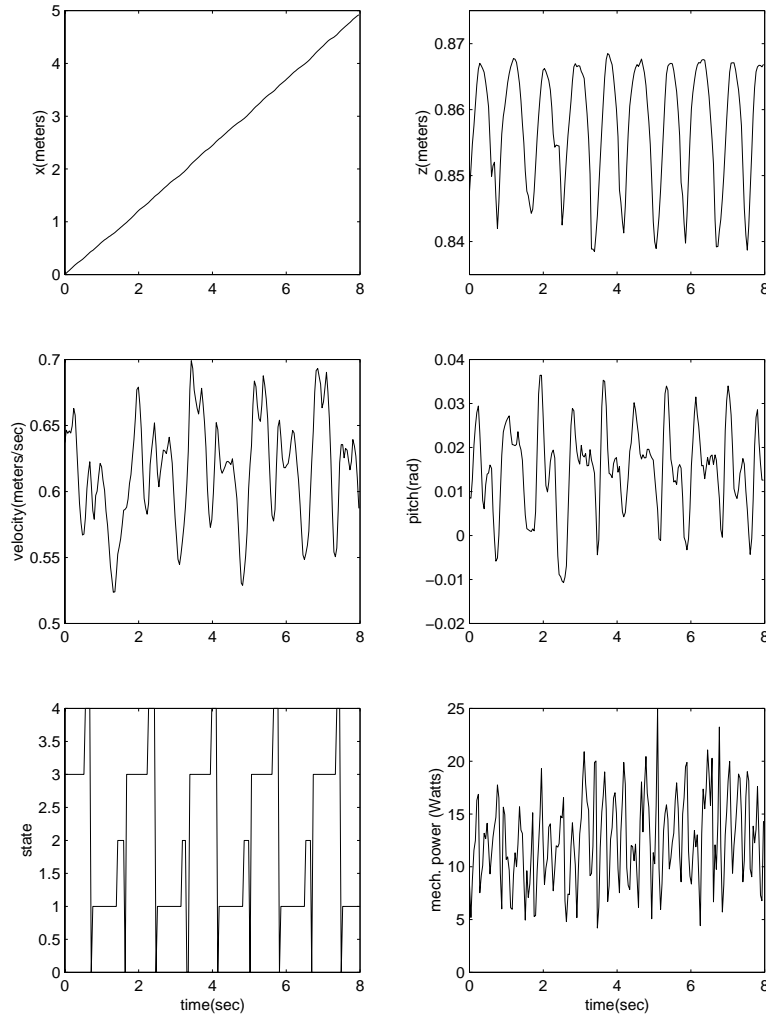 5
4
3
2
1
0
x(meters)
0 2 4 6 8
0.87
0.86
0.85
0.84
z(meters)
0 2 4 6 8
0.7
0.65
0.6
0.55
0.5
velocity(meters/sec)
0 2 4 6 8
0.04
0.03
0.02
0.01
0
−0.01
−0.02
pitch(rad)
0 2 4 6 8
4
3.5
3
2.5
2
1.5
1
0.5
0
state
0 2 4 6 8
time(sec)
25
20
15
10
5
0
mech. power (Watts)
0 2 4 6 8
time(sec)